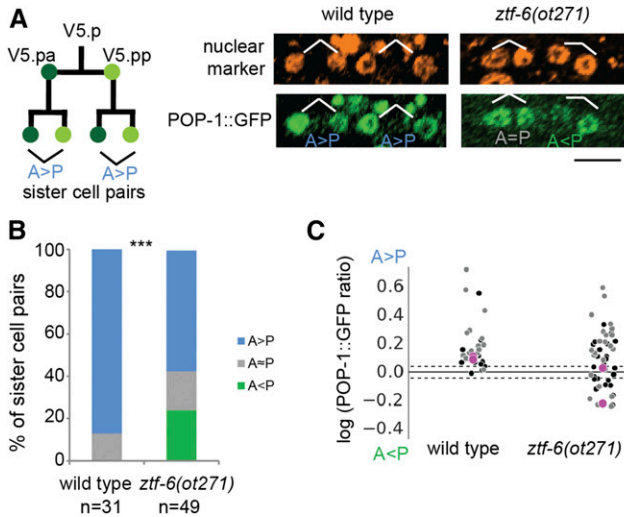 A
V5.p
V5.pa
V5.pp
A>P
A>P
sister cell pairs
wild type
ztf-6(ot271)
nuclear
marker
POP-1::GFP
A>P
A>P
A=P
A<P
B
% of sister cell pairs
100
80
60
40
20
0
***
A>P
A≈P
A<P
wild type
n=31
ztf-6(ot271)
n=49
C
A>P
log (POP-1::GFP ratio)
0.6
0.4
0.2
0.0
−0.2
−0.4
A<P
wild type
ztf-6(ot271)